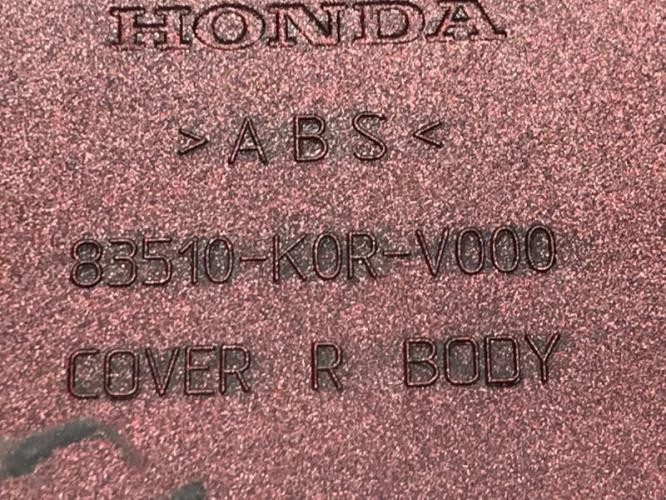 HONDA
>ABS<
83510-K0R-V000
COVER R BODY